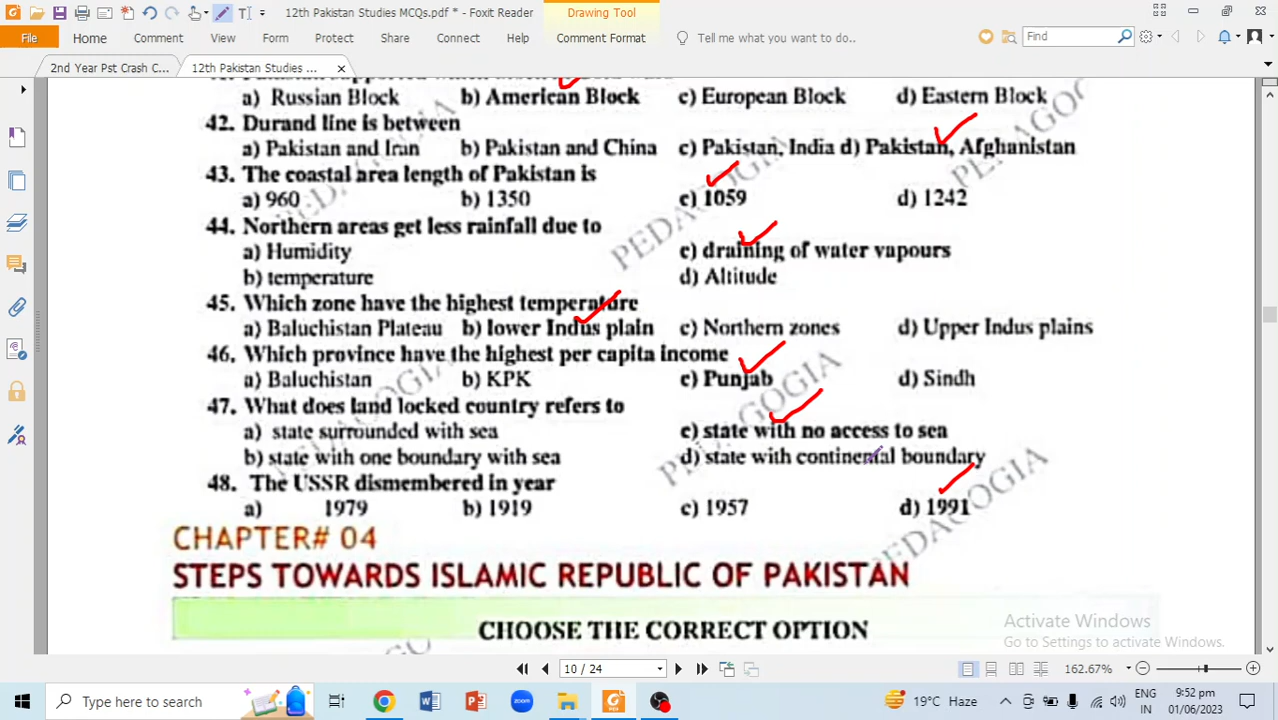 12th Pakistan Studies MCQs.pdf * - Foxit Reader
Drawing Tool
File Home Comment View Form Protect Share Connect Help Comment Format Tell me what you want to do.. Find
2nd Year Pst Crash C... 12th Pakistan Studies ...
a) Russian Block b) American Block c) European Block d) Eastern Block
42. Durand line is between
a) Pakistan and Iran b) Pakistan and China c) Pakistan, India d) Pakistan, Afghanistan
43. The coastal area length of Pakistan is
a) 960 b) 1350 c) 1059 d) 1242
44. Northern areas get less rainfall due to
a) Humidity c) draining of water vapours
b) temperature d) Altitude
45. Which zone have the highest temperature
a) Baluchistan Plateau b) lower Indus plain c) Northern zones d) Upper Indus plains
46. Which province have the highest per capita income
a) Baluchistan b) KPK c) Punjab d) Sindh
47. What does land locked country refers to
a) state surrounded with sea c) state with no access to sea
b) state with one boundary with sea d) state with continental boundary
48. The USSR dismembered in year
a) 1979 b) 1919 c) 1957 d) 1991
PEDAGOGIA
CHAPTER# 04
STEPS TOWARDS ISLAMIC REPUBLIC OF PAKISTAN
CHOOSE THE CORRECT OPTION
Activate Windows
Go to Settings to activate Windows.
10 / 24 162.67%
Type here to search
zoom
19°C Haze
ENG
IN
9:52 pm
01/06/2023